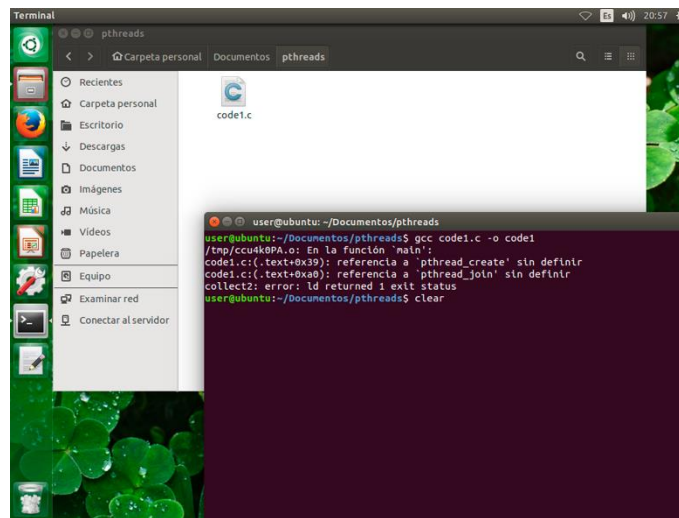 Terminal
Es
20:57
pthreads
Carpeta personal Documentos pthreads
Recientes
Carpeta personal
Escritorio
Descargas
Documentos
Imágenes
Música
Vídeos
Papelera
Equipo
Examinar red
Conectar al servidor
C
code1.c
user@ubuntu: ~/Documentos/pthreads
user@ubuntu:~/Documentos/pthreads$ gcc code1.c -o code1
/tmp/ccu4k0PA.o: En la función `main':
code1.c:(.text+0x39): referencia a `pthread_create' sin definir
code1.c:(.text+0xa0): referencia a `pthread_join' sin definir
collect2: error: ld returned 1 exit status
user@ubuntu:~/Documentos/pthreads$ clear